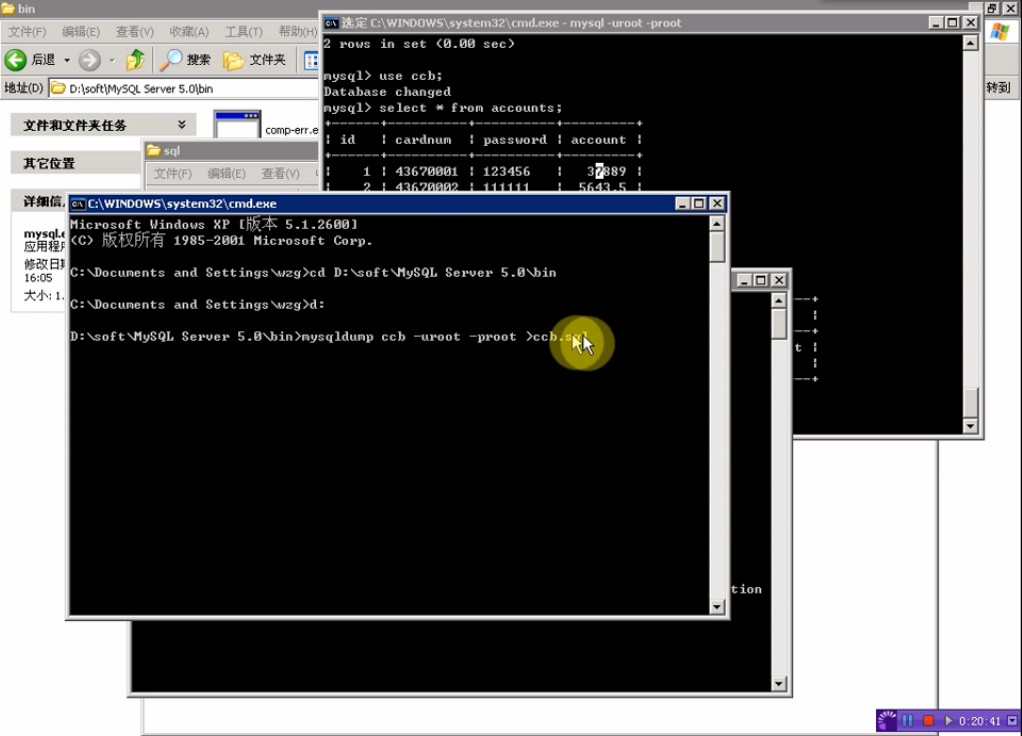 bin
文件(F) 编辑(E) 查看(V) 收藏(A) 工具(T) 帮助(H)
后退 搜索 文件夹
地址(D) D:\soft\MySQL Server 5.0\bin
转到
文件和文件夹任务
comp-err.e
其它位置
详细信
mysql.e
应用程
修改日
16:05
大小: 1.
sql
文件(F) 编辑(E) 查看(V)
选定 C:\WINDOWS\system32\cmd.exe - mysql -uroot -proot
2 rows in set (0.00 sec)
mysql> use ccb;
Database changed
mysql> select * from accounts;
+------+----------+----------+---------+
| id | cardnum | password | account |
+------+----------+----------+---------+
| 1 | 43670001 | 123456 | 37889 |
| 2 | 43670002 | 111111 | 5643.5 |
C:\WINDOWS\system32\cmd.exe
Microsoft Windows XP [版本 5.1.2600]
(C) 版权所有 1985-2001 Microsoft Corp.
C:\Documents and Settings\wzg>cd D:\soft\MySQL Server 5.0\bin
C:\Documents and Settings\wzg>d:
D:\soft\MySQL Server 5.0\bin>mysqldump ccb -uroot -proot >ccb.sql
t |
tion
0:20:41